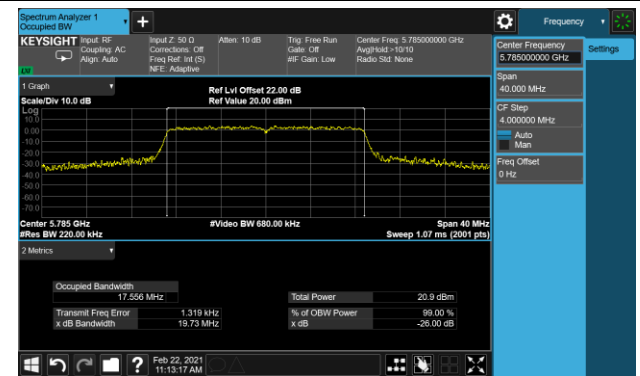 Spectrum Analyzer 1
Occupied BW
Frequency
KEYSIGHT
Input: RF
Coupling: AC
Align: Auto
Input Z: 50 Ω
Corrections: Off
Freq Ref: Int (S)
NFE: Adaptive
Atten: 10 dB
Trig: Free Run
Gate: Off
#IF Gain: Low
Center Freq: 5.785000000 GHz
Avg|Hold:>10/10
Radio Std: None
Center Frequency
5.785000000 GHz
Settings
Span
40.000 MHz
CF Step
4.000000 MHz
Auto
Man
Freq Offset
0 Hz
1 Graph
Scale/Div 10.0 dB
Ref Lvl Offset 22.00 dB
Ref Value 20.00 dBm
Log
10.0
0.00
-10.0
-20.0
-30.0
-40.0
-50.0
-60.0
-70.0
Center 5.785 GHz
#Video BW 680.00 kHz
Span 40 MHz
#Res BW 220.00 kHz
Sweep 1.07 ms (2001 pts)
2 Metrics
Occupied Bandwidth
17.556 MHz
Total Power
20.9 dBm
Transmit Freq Error
1.319 kHz
% of OBW Power
99.00 %
x dB Bandwidth
19.73 MHz
x dB
-26.00 dB
?
Feb 22, 2021
11:13:17 AM